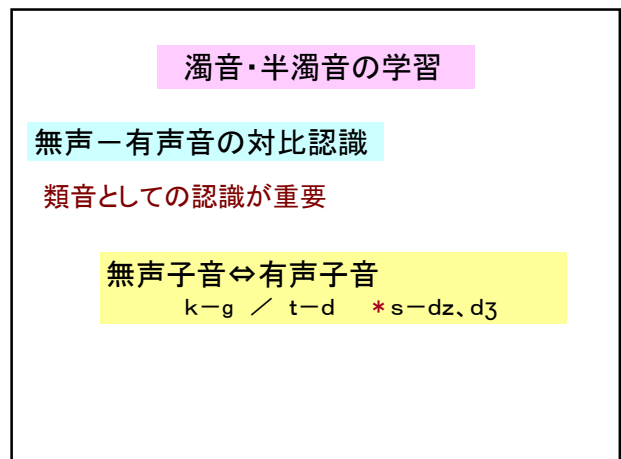 濁音・半濁音の学習
無声－有声音の対比認識
類音としての認識が重要
無声子音⇔有声子音
k－g ／ t－d ＊s－dz、dʒ